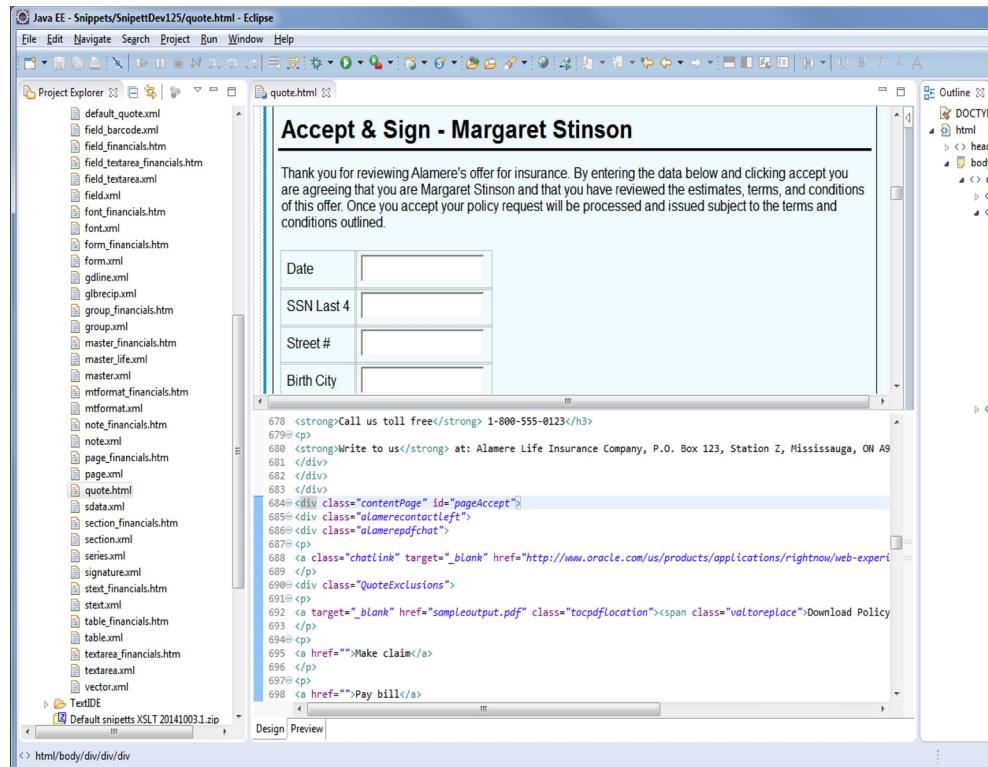 Java EE - Snippets/SnipettDev125/quote.html - Eclipse
File Edit Navigate Search Project Run Window Help
Project Explorer
default_quote.xml
field_barcode.xml
field_financials.htm
field_textarea_financials.htm
field_textarea.xml
field.xml
font_financials.htm
font.xml
form_financials.htm
form.xml
gdline.xml
glbrecip.xml
group_financials.htm
group.xml
master_financials.htm
master_life.xml
master.xml
mtformat_financials.htm
mtformat.xml
note_financials.htm
note.xml
page_financials.htm
page.xml
quote.html
sdata.xml
section_financials.htm
section.xml
series.xml
signature.xml
stext_financials.htm
stext.xml
table_financials.htm
table.xml
textarea_financials.htm
textarea.xml
vector.xml
TextIDE
Default snipetts XSLT 20141003.1.zip
quote.html
Accept & Sign - Margaret Stinson
Thank you for reviewing Alamere's offer for insurance. By entering the data below and clicking accept you
are agreeing that you are Margaret Stinson and that you have reviewed the estimates, terms, and conditions
of this offer. Once you accept your policy request will be processed and issued subject to the terms and
conditions outlined.
Date
SSN Last 4
Street #
Birth City
678 <strong>Call us toll free</strong> 1-800-555-0123</h3>
679 <p>
680 <strong>Write to us</strong> at: Alamere Life Insurance Company, P.O. Box 123, Station Z, Mississauga, ON A9
681 </div>
682 </div>
683 </div>
684 <div class="contentPage" id="pageAccept">
685 <div class="alamerecontactleft">
686 <div class="alamerepdfchat">
687 <p>
688 <a class="chatlink" target="_blank" href="http://www.oracle.com/us/products/applications/rightnow/web-experi
689 </p>
690 <div class="QuoteExclusions">
691 <p>
692 <a target="_blank" href="sampleoutput.pdf" class="tocpdflocation"><span class="valtoreplace">Download Policy
693 </p>
694 <p>
695 <a href="">Make claim</a>
696 </p>
697 <p>
698 <a href="">Pay bill</a>
Design Preview
Outline
DOCTYP
html
head
body
html/body/div/div/div